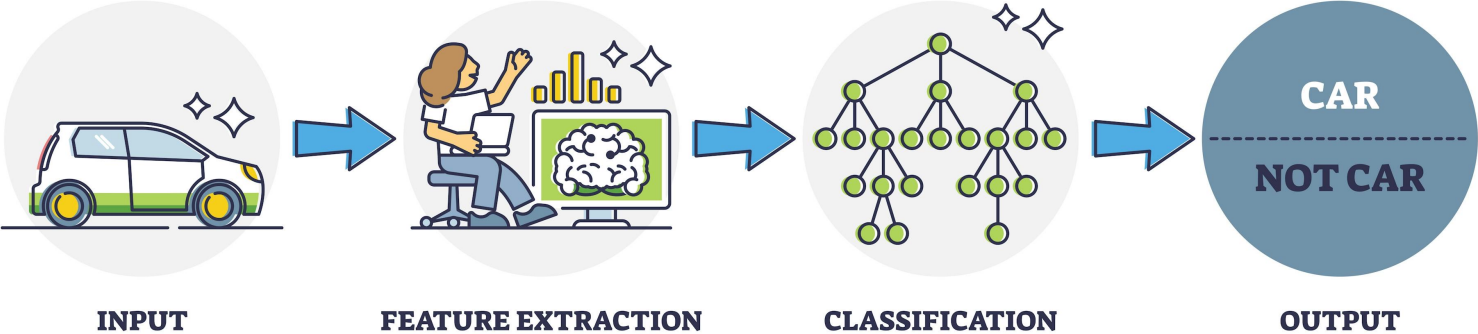 CAR
NOT CAR
INPUT
FEATURE EXTRACTION
CLASSIFICATION
OUTPUT